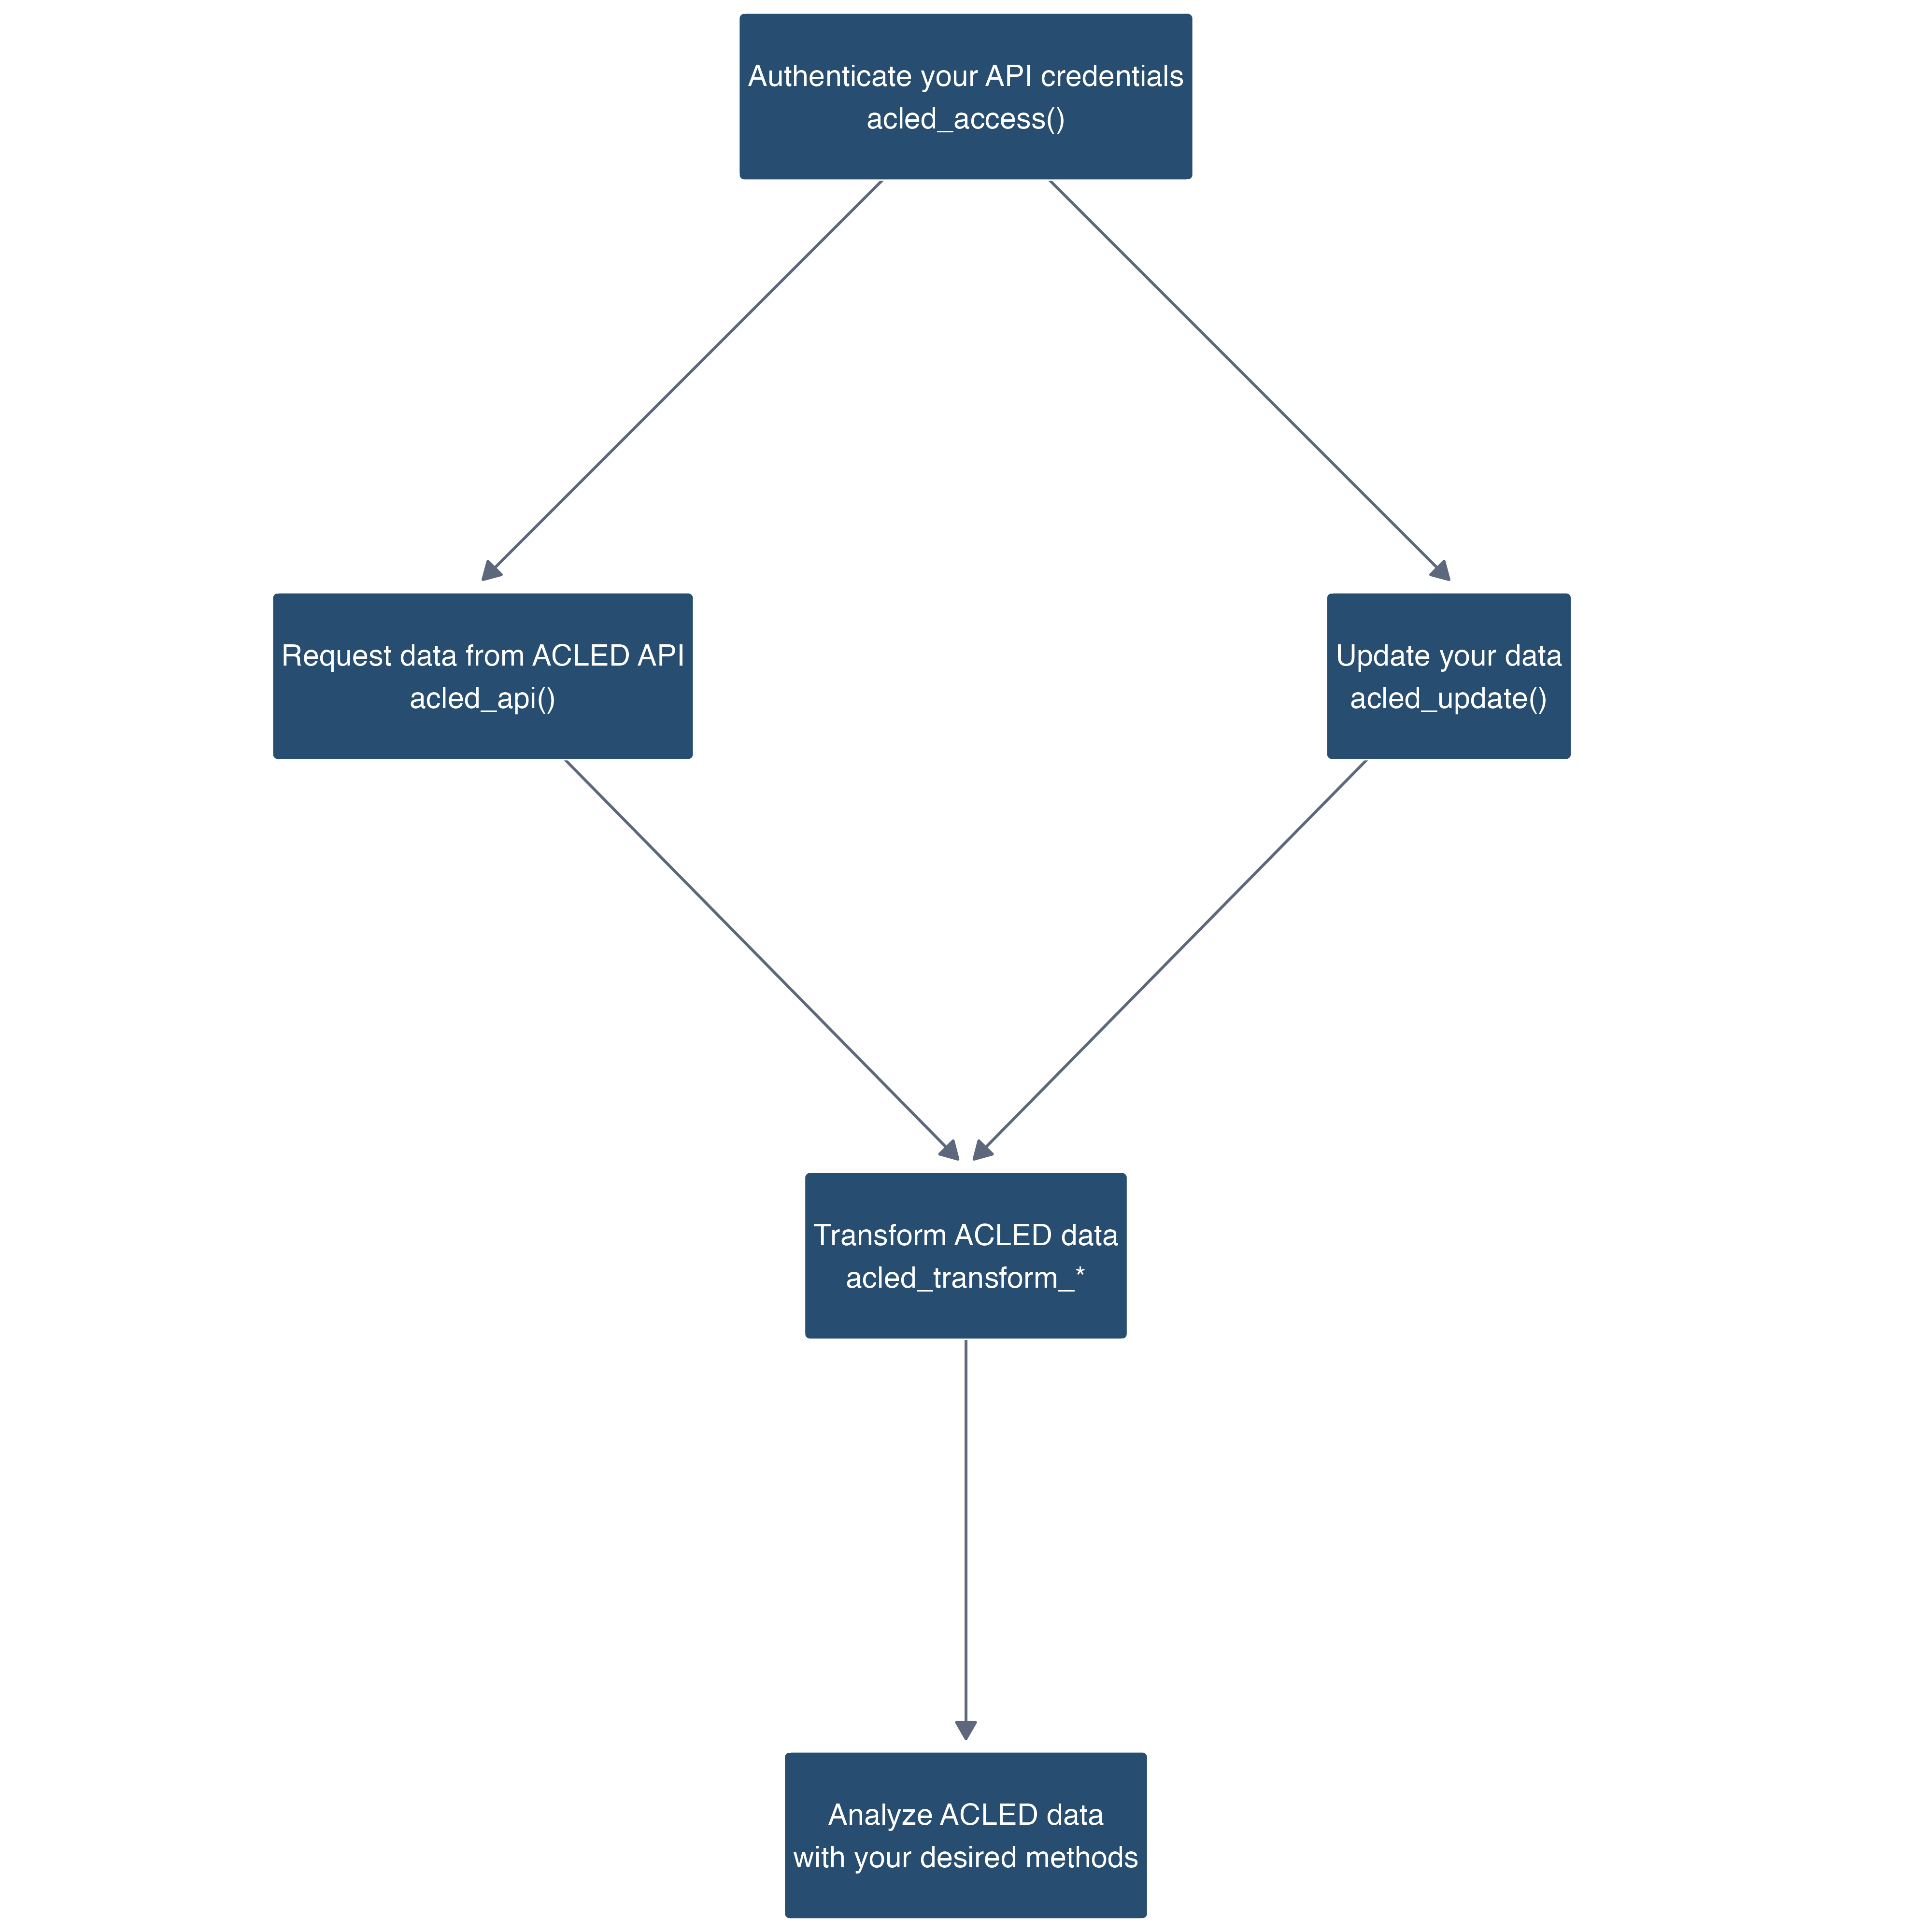 Authenticate your API credentials
acled_access()
Request data from ACLED API
acled_api()
Update your data
acled_update()
Transform ACLED data
acled_transform_*
Analyze ACLED data
with your desired methods